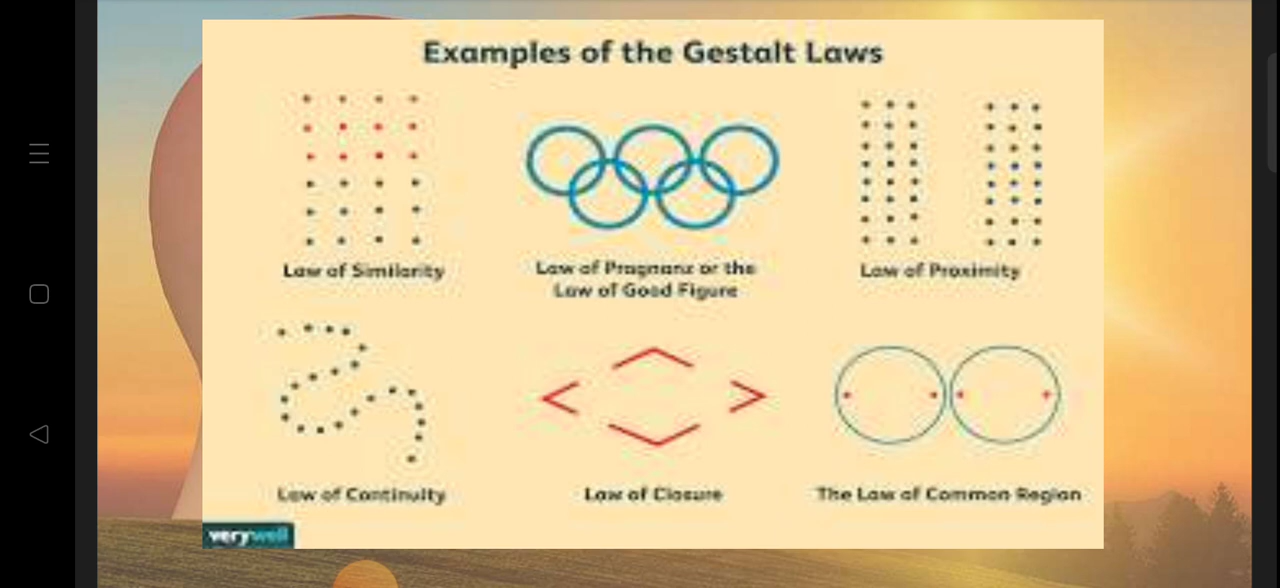 Examples of the Gestalt Laws
Law of Similarity
Law of Pragnanz or the
Law of Good Figure
Law of Proximity
Law of Continuity
Law of Closure
The Law of Common Region
verywell